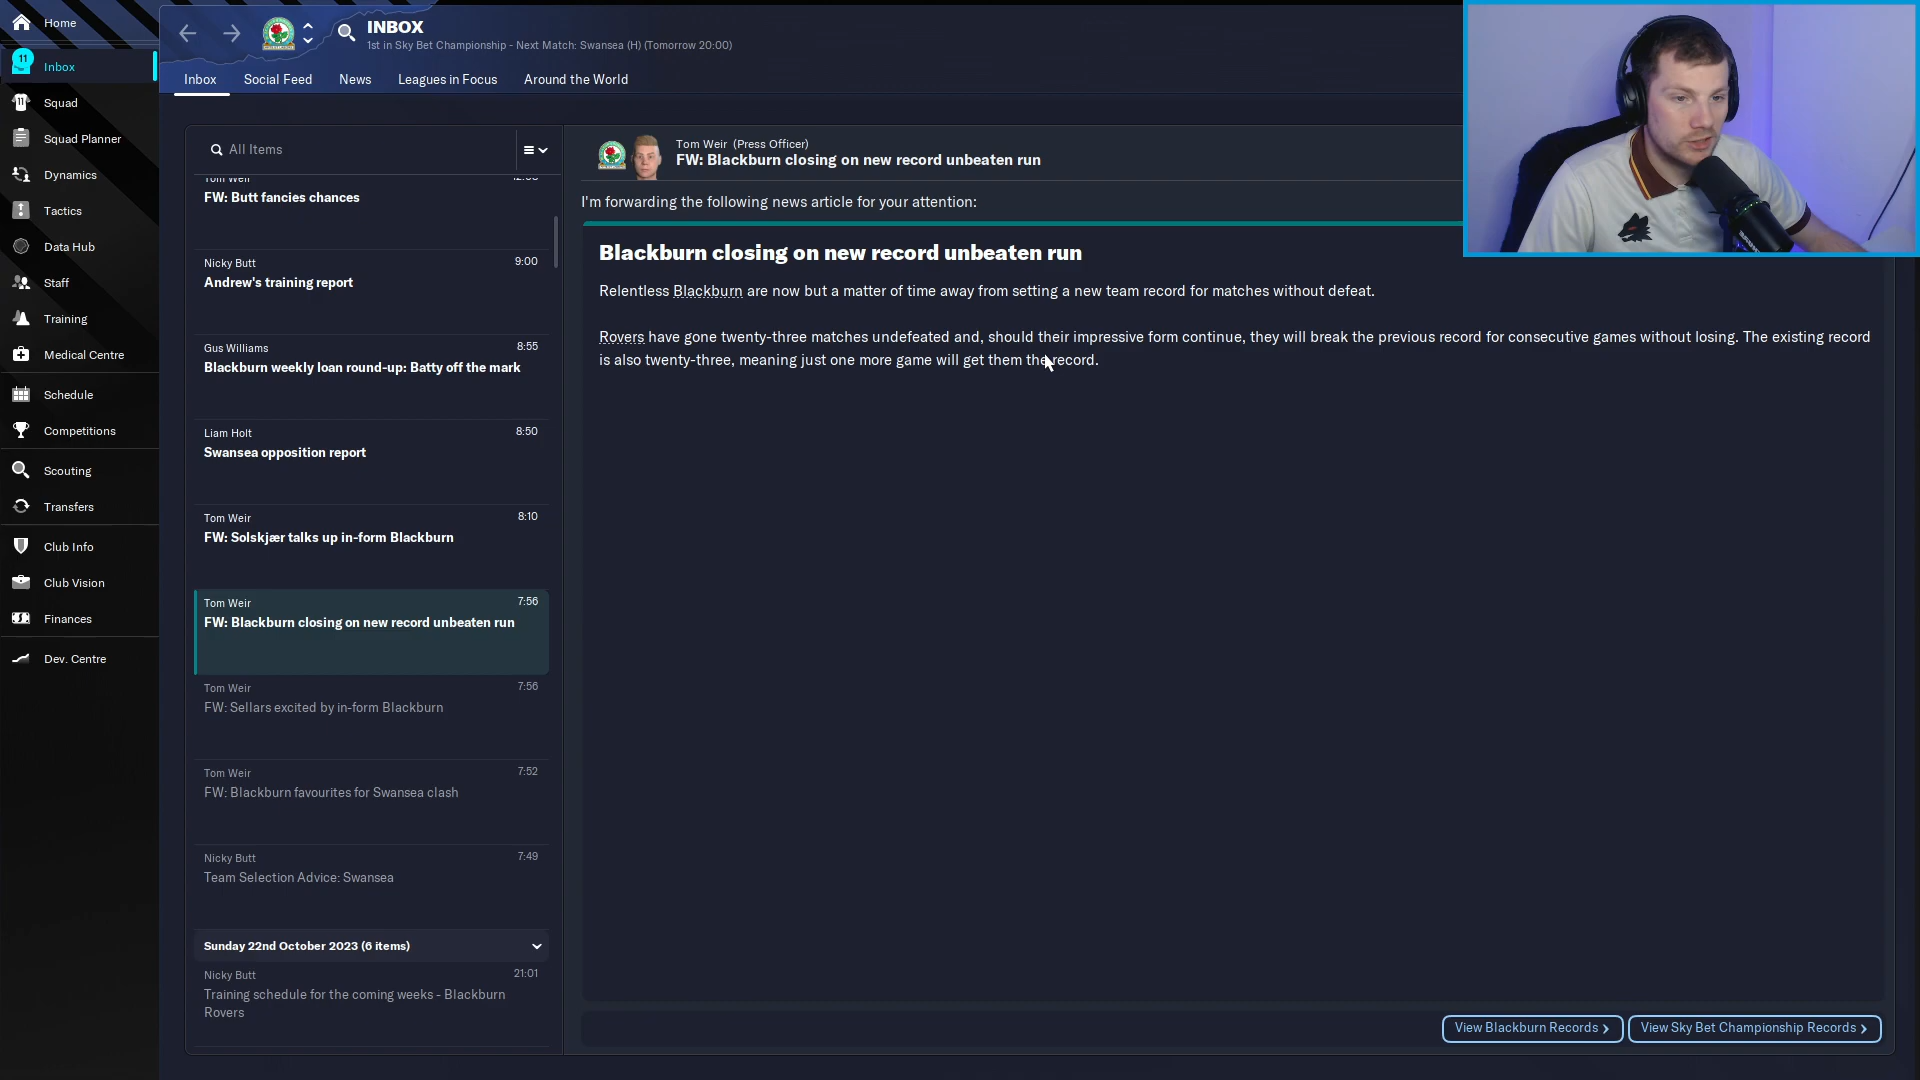 Home
Inbox
11
Squad
Squad Planner
Dynamics
Tactics
Data Hub
Staff
Training
Medical Centre
Schedule
Competitions
Scouting
Transfers
Club Info
Club Vision
Finances
Dev. Centre
INBOX
1st in Sky Bet Championship - Next Match: Swansea (H) (Tomorrow 20:00)
Inbox Social Feed News Leagues in Focus Around the World
All Items
Tom Weir
FW: Butt fancies chances
Nicky Butt 9:00
Andrew's training report
Gus Williams 8:55
Blackburn weekly loan round-up: Batty off the mark
Liam Holt 8:50
Swansea opposition report
Tom Weir 8:10
FW: Solskjær talks up in-form Blackburn
Tom Weir 7:56
FW: Blackburn closing on new record unbeaten run
Tom Weir 7:56
FW: Sellars excited by in-form Blackburn
Tom Weir 7:52
FW: Blackburn favourites for Swansea clash
Nicky Butt 7:49
Team Selection Advice: Swansea
Sunday 22nd October 2023 (6 items)
Nicky Butt 21:01
Training schedule for the coming weeks - Blackburn
Rovers
Tom Weir (Press Officer)
FW: Blackburn closing on new record unbeaten run
I'm forwarding the following news article for your attention:
Blackburn closing on new record unbeaten run
Relentless Blackburn are now but a matter of time away from setting a new team record for matches without defeat.
Rovers have gone twenty-three matches undefeated and, should their impressive form continue, they will break the previous record for consecutive games without losing. The existing record
is also twenty-three, meaning just one more game will get them the record.
View Blackburn Records
View Sky Bet Championship Records